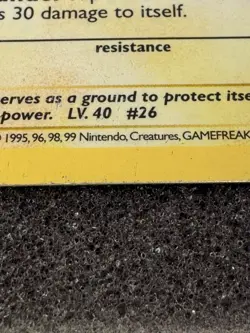 s 30 damage to itself.
resistance
erves as a ground to protect itse
-power. LV. 40 #26
1995, 96, 98, 99 Nintendo, Creatures, GAMEFREAK